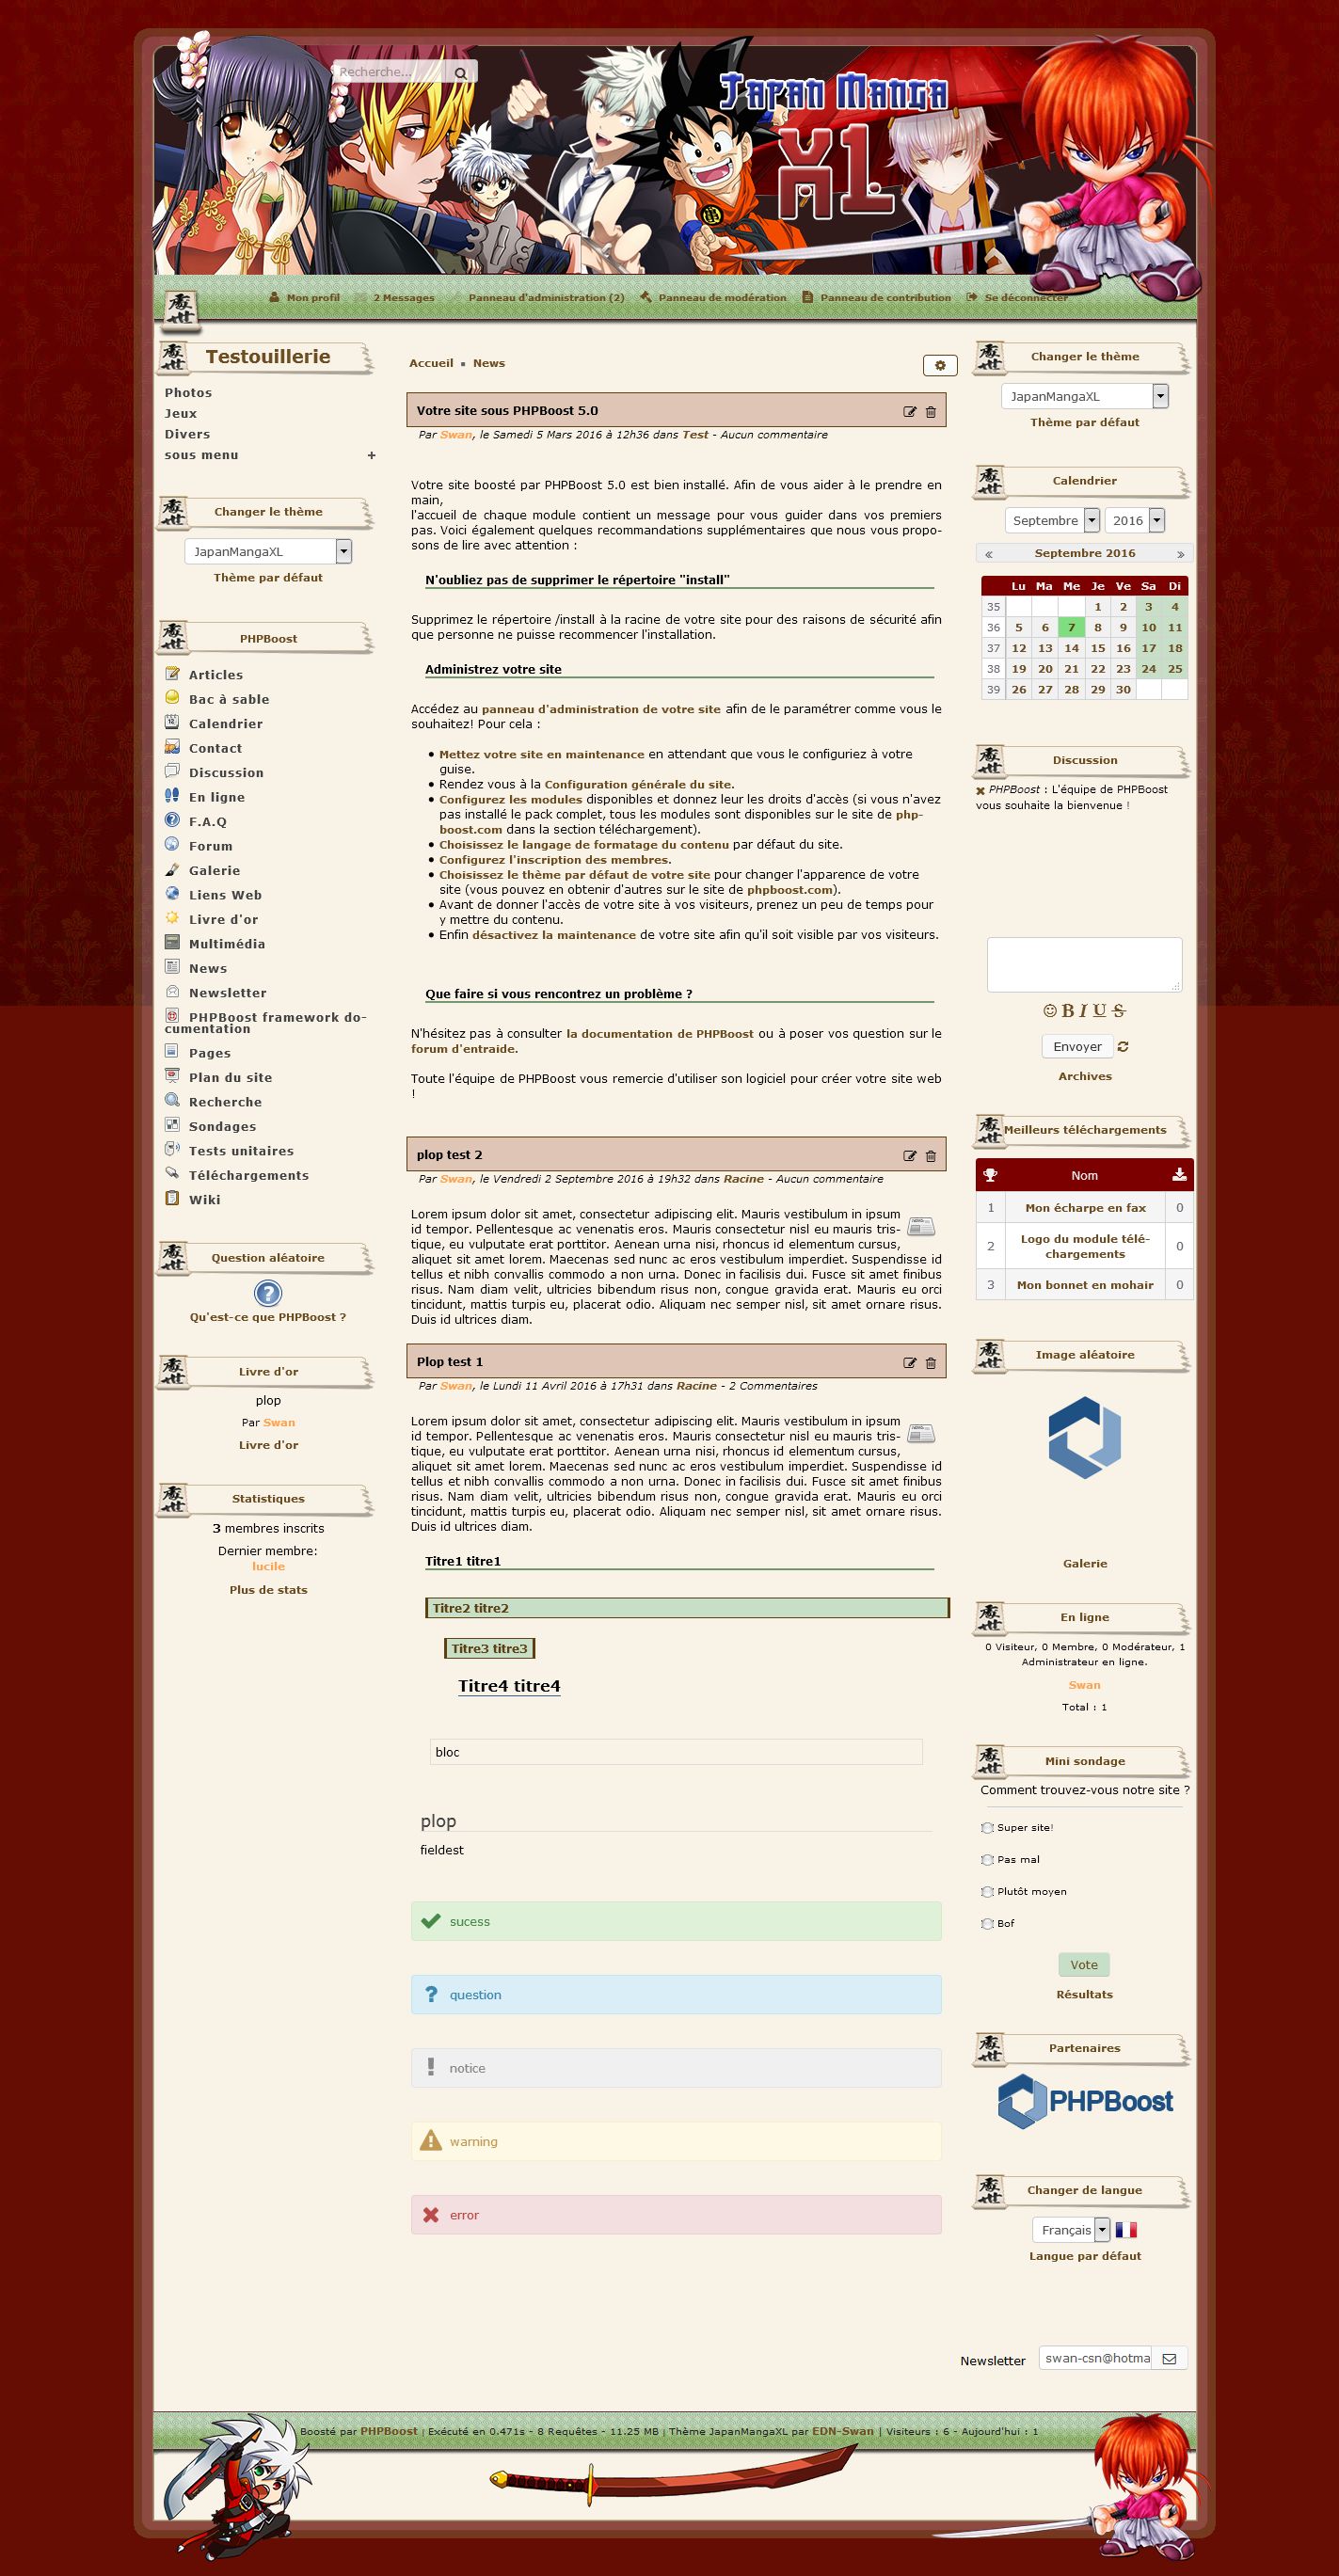 Recherche...
Japan Manga
XL
Mon profil 2 Messages Panneau d'administration (2) Panneau de modération Panneau de contribution Se déconnecter
Testouillerie
Photos
Jeux
Divers
sous menu +
Changer le thème
JapanMangaXL
Thème par défaut
PHPBoost
Articles
Bac à sable
Calendrier
Contact
Discussion
En ligne
F.A.Q
Forum
Galerie
Liens Web
Livre d'or
Multimédia
News
Newsletter
PHPBoost framework do-
cumentation
Pages
Plan du site
Recherche
Sondages
Tests unitaires
Téléchargements
Wiki
Question aléatoire
Qu'est-ce que PHPBoost ?
Livre d'or
plop
Par Swan
Livre d'or
Statistiques
3 membres inscrits
Dernier membre:
lucile
Plus de stats
Accueil ▪ News
Votre site sous PHPBoost 5.0
Par Swan, le Samedi 5 Mars 2016 à 12h36 dans Test - Aucun commentaire
Votre site boosté par PHPBoost 5.0 est bien installé. Afin de vous aider à le prendre en
main,
l'accueil de chaque module contient un message pour vous guider dans vos premiers
pas. Voici également quelques recommandations supplémentaires que nous vous propo-
sons de lire avec attention :
N'oubliez pas de supprimer le répertoire "install"
Supprimez le répertoire /install à la racine de votre site pour des raisons de sécurité afin
que personne ne puisse recommencer l'installation.
Administrez votre site
Accédez au panneau d'administration de votre site afin de le paramétrer comme vous le
souhaitez! Pour cela :
• Mettez votre site en maintenance en attendant que vous le configuriez à votre
guise.
• Rendez vous à la Configuration générale du site.
• Configurez les modules disponibles et donnez leur les droits d'accès (si vous n'avez
pas installé le pack complet, tous les modules sont disponibles sur le site de php-
boost.com dans la section téléchargement).
• Choisissez le langage de formatage du contenu par défaut du site.
• Configurez l'inscription des membres.
• Choisissez le thème par défaut de votre site pour changer l'apparence de votre
site (vous pouvez en obtenir d'autres sur le site de phpboost.com).
• Avant de donner l'accès de votre site à vos visiteurs, prenez un peu de temps pour
y mettre du contenu.
• Enfin désactivez la maintenance de votre site afin qu'il soit visible par vos visiteurs.
Que faire si vous rencontrez un problème ?
N'hésitez pas à consulter la documentation de PHPBoost ou à poser vos question sur le
forum d'entraide.
Toute l'équipe de PHPBoost vous remercie d'utiliser son logiciel pour créer votre site web
!
plop test 2
Par Swan, le Vendredi 2 Septembre 2016 à 19h32 dans Racine - Aucun commentaire
Lorem ipsum dolor sit amet, consectetur adipiscing elit. Mauris vestibulum in ipsum
id tempor. Pellentesque ac venenatis eros. Mauris consectetur nisl eu mauris tris-
tique, eu vulputate erat porttitor. Aenean urna nisi, rhoncus id elementum cursus,
aliquet sit amet lorem. Maecenas sed nunc ac eros vestibulum imperdiet. Suspendisse id
tellus et nibh convallis commodo a non urna. Donec in facilisis dui. Fusce sit amet finibus
risus. Nam diam velit, ultricies bibendum risus non, congue gravida erat. Mauris eu orci
tincidunt, mattis turpis eu, placerat odio. Aliquam nec semper nisl, sit amet ornare risus.
Duis id ultrices diam.
Plop test 1
Par Swan, le Lundi 11 Avril 2016 à 17h31 dans Racine - 2 Commentaires
Lorem ipsum dolor sit amet, consectetur adipiscing elit. Mauris vestibulum in ipsum
id tempor. Pellentesque ac venenatis eros. Mauris consectetur nisl eu mauris tris-
tique, eu vulputate erat porttitor. Aenean urna nisi, rhoncus id elementum cursus,
aliquet sit amet lorem. Maecenas sed nunc ac eros vestibulum imperdiet. Suspendisse id
tellus et nibh convallis commodo a non urna. Donec in facilisis dui. Fusce sit amet finibus
risus. Nam diam velit, ultricies bibendum risus non, congue gravida erat. Mauris eu orci
tincidunt, mattis turpis eu, placerat odio. Aliquam nec semper nisl, sit amet ornare risus.
Duis id ultrices diam.
Titre1 titre1
Titre2 titre2
Titre3 titre3
Titre4 titre4
bloc
plop
fieldest
sucess
question
notice
warning
error
Changer le thème
JapanMangaXL
Thème par défaut
Calendrier
Septembre 2016
« Septembre 2016 »
Lu Ma Me Je Ve Sa Di
35 1 2 3 4
36 5 6 7 8 9 10 11
37 12 13 14 15 16 17 18
38 19 20 21 22 23 24 25
39 26 27 28 29 30
Discussion
PHPBoost : L'équipe de PHPBoost
vous souhaite la bienvenue !
B I U S
Envoyer
Archives
Meilleurs téléchargements
Nom
1 Mon écharpe en fax 0
2 Logo du module télé-
chargements 0
3 Mon bonnet en mohair 0
Image aléatoire
Galerie
En ligne
0 Visiteur, 0 Membre, 0 Modérateur, 1
Administrateur en ligne.
Swan
Total : 1
Mini sondage
Comment trouvez-vous notre site ?
Super site!
Pas mal
Plutôt moyen
Bof
Vote
Résultats
Partenaires
PHPBoost
Changer de langue
Français
Langue par défaut
Newsletter swan-csn@hotma
Boosté par PHPBoost | Exécuté en 0.471s - 8 Requêtes - 11.25 MB | Thème JapanMangaXL par EDN-Swan | Visiteurs : 6 - Aujourd'hui : 1